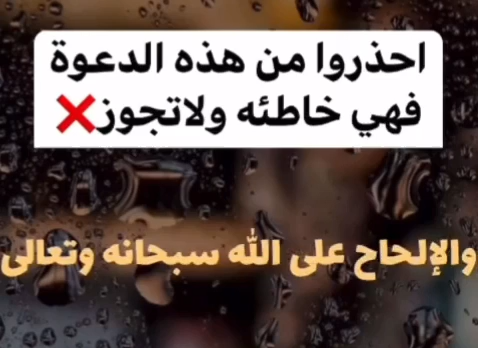 احذروا من هذه الدعوة
فهي خاطئه ولاتجوز❌
والإلحاح على الله سبحانه وتعالى